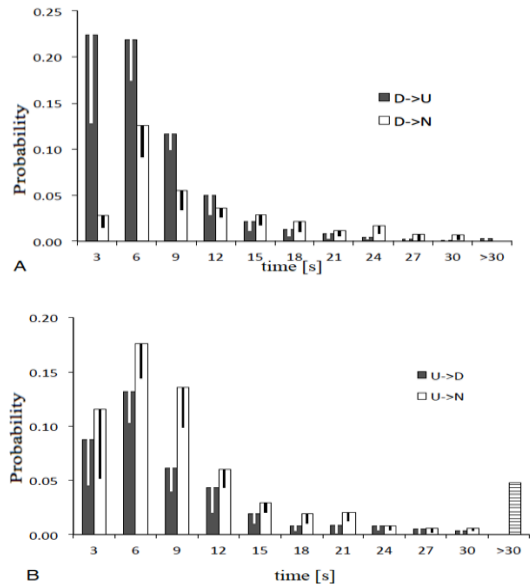 0.25
0.20
0.15
0.10
0.05
0.00
Probability
D->U
D->N
3 6 9 12 15 18 21 24 27 30 >30
time [s]
A
0.20
0.15
0.10
0.05
0.00
Probability
U->D
U->N
3 6 9 12 15 18 21 24 27 30 >30
time [s]
B